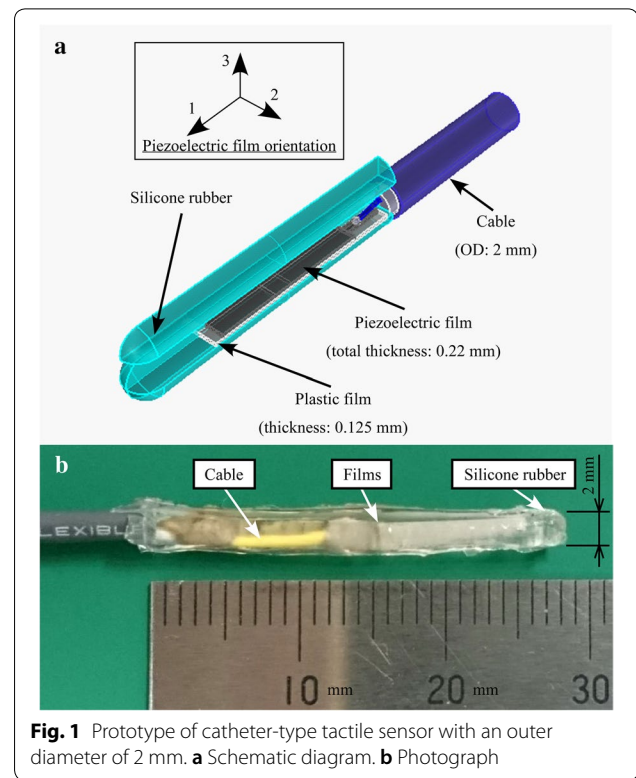 a
3
1
2
Piezoelectric film orientation
Silicone rubber
Cable
(OD: 2 mm)
Piezoelectric film
(total thickness: 0.22 mm)
Plastic film
(thickness: 0.125 mm)
b
Cable
Films
Silicone rubber
2 mm
LEXIBL
10 mm
20 mm
30
Fig. 1 Prototype of catheter-type tactile sensor with an outer
diameter of 2 mm. a Schematic diagram. b Photograph